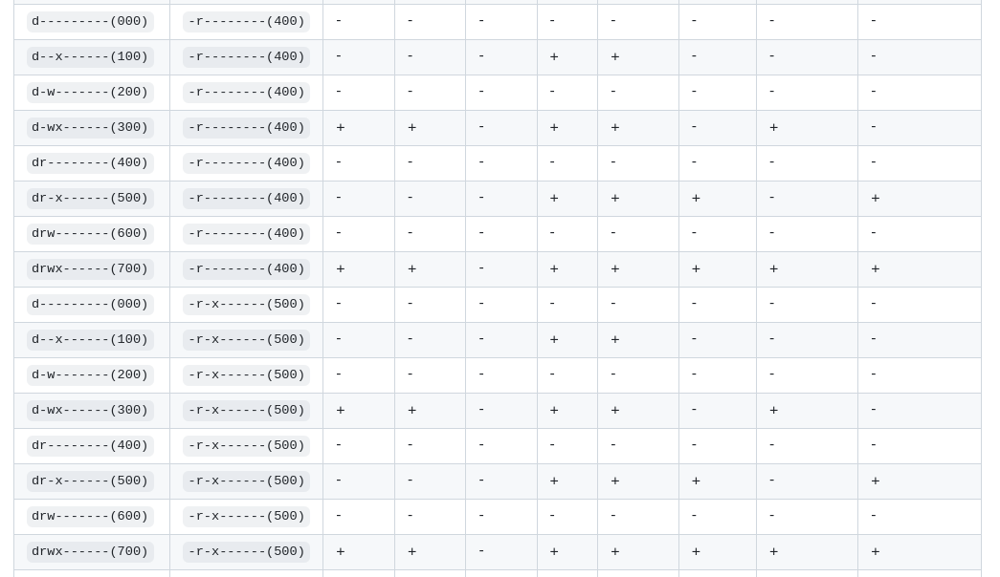 d---------(000) -r--------(400) - - - - - - - -
d--x------(100) -r--------(400) - - - + + - - -
d-w-------(200) -r--------(400) - - - - - - - -
d-wx------(300) -r--------(400) + + - + + - + -
dr--------(400) -r--------(400) - - - - - - - -
dr-x------(500) -r--------(400) - - - + + + - +
drw-------(600) -r--------(400) - - - - - - - -
drwx------(700) -r--------(400) + + - + + + + +
d---------(000) -r-x------(500) - - - - - - - -
d--x------(100) -r-x------(500) - - - + + - - -
d-w-------(200) -r-x------(500) - - - - - - - -
d-wx------(300) -r-x------(500) + + - + + - + -
dr--------(400) -r-x------(500) - - - - - - - -
dr-x------(500) -r-x------(500) - - - + + + - +
drw-------(600) -r-x------(500) - - - - - - - -
drwx------(700) -r-x------(500) + + - + + + + +